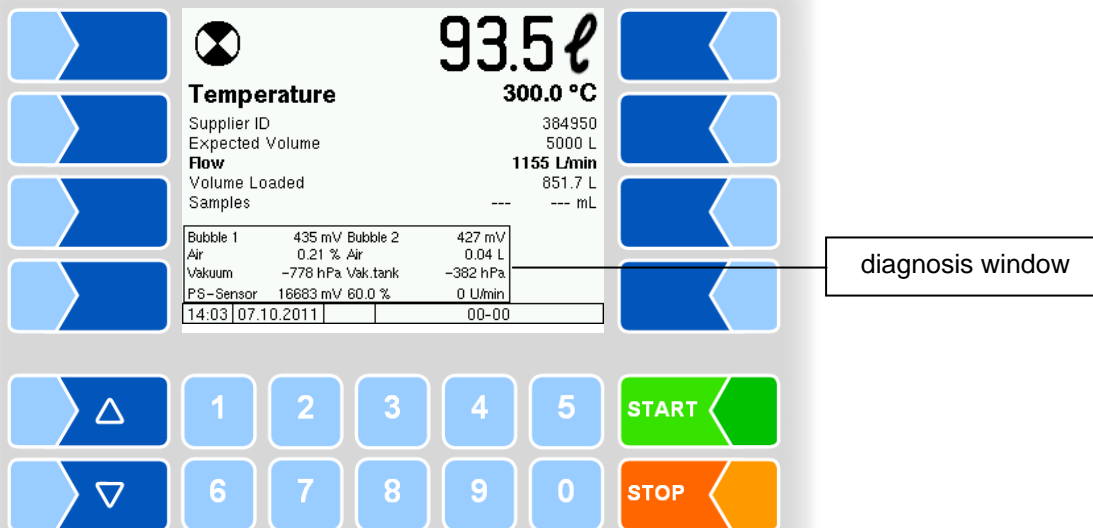 93.5 ℓ
Temperature 300.0 °C
Supplier ID 384950
Expected Volume 5000 L
Flow 1155 L/min
Volume Loaded 851.7 L
Samples --- --- mL
Bubble 1 435 mV Bubble 2 427 mV
Air 0.21 % Air 0.04 L
Vakuum -778 hPa Vak.tank -382 hPa
PS-Sensor 16683 mV 60.0 % 0 U/min
14:03 07.10.2011 00-00
diagnosis window
1 2 3 4 5 START
6 7 8 9 0 STOP